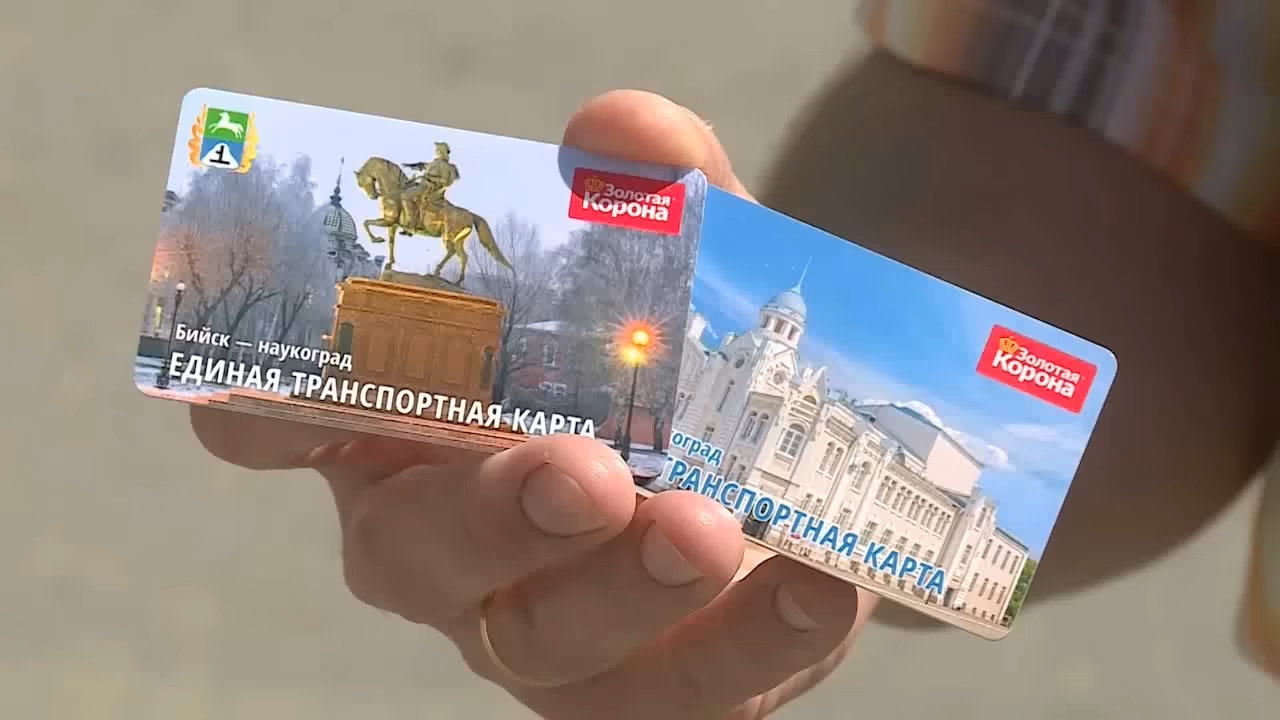 Золотая
Корона
Бийск — наукоград
ЕДИНАЯ ТРАНСПОРТНАЯ КАРТА
Золотая
Корона
оград
ТРАНСПОРТНАЯ КАРТА